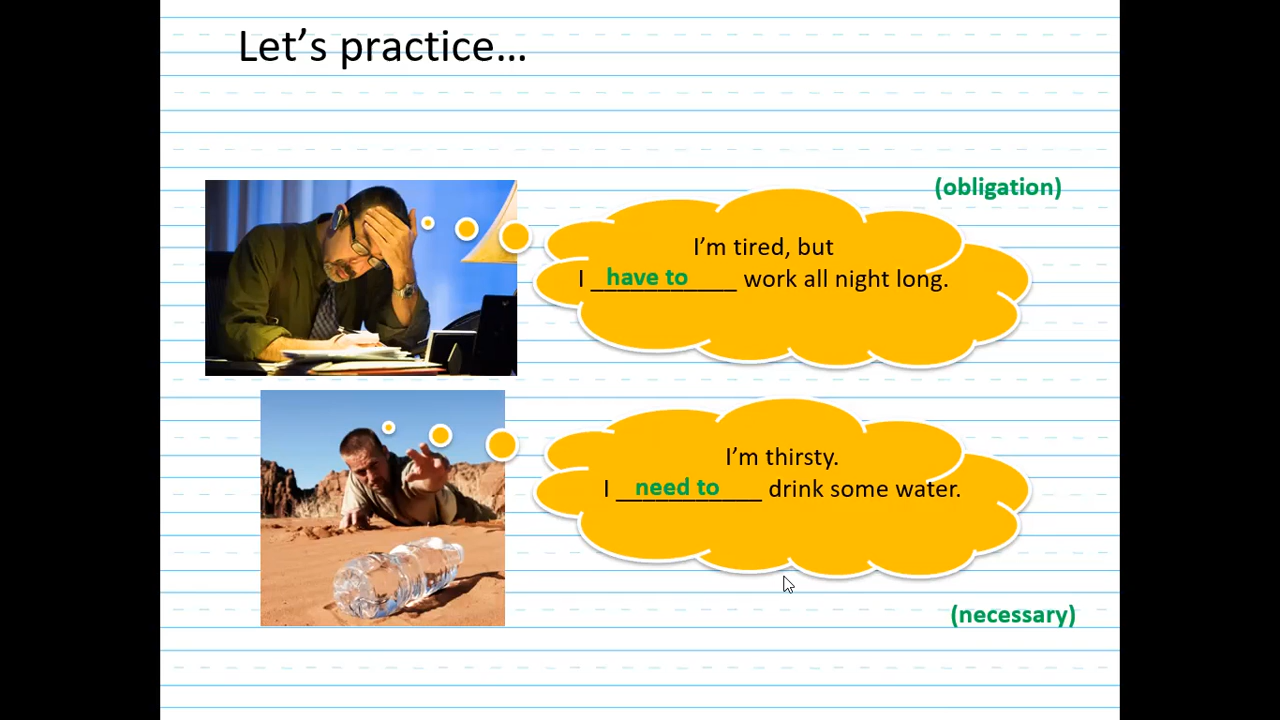 Let's practice…
(obligation)
I'm tired, but
I have to work all night long.
I'm thirsty.
I need to drink some water.
(necessary)